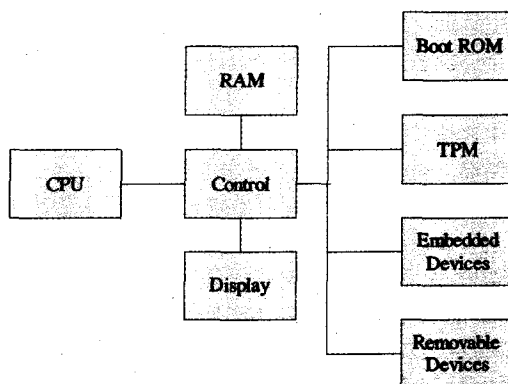 Boot ROM
RAM
TPM
CPU
Control
Embedded
Devices
Display
Removable
Devices